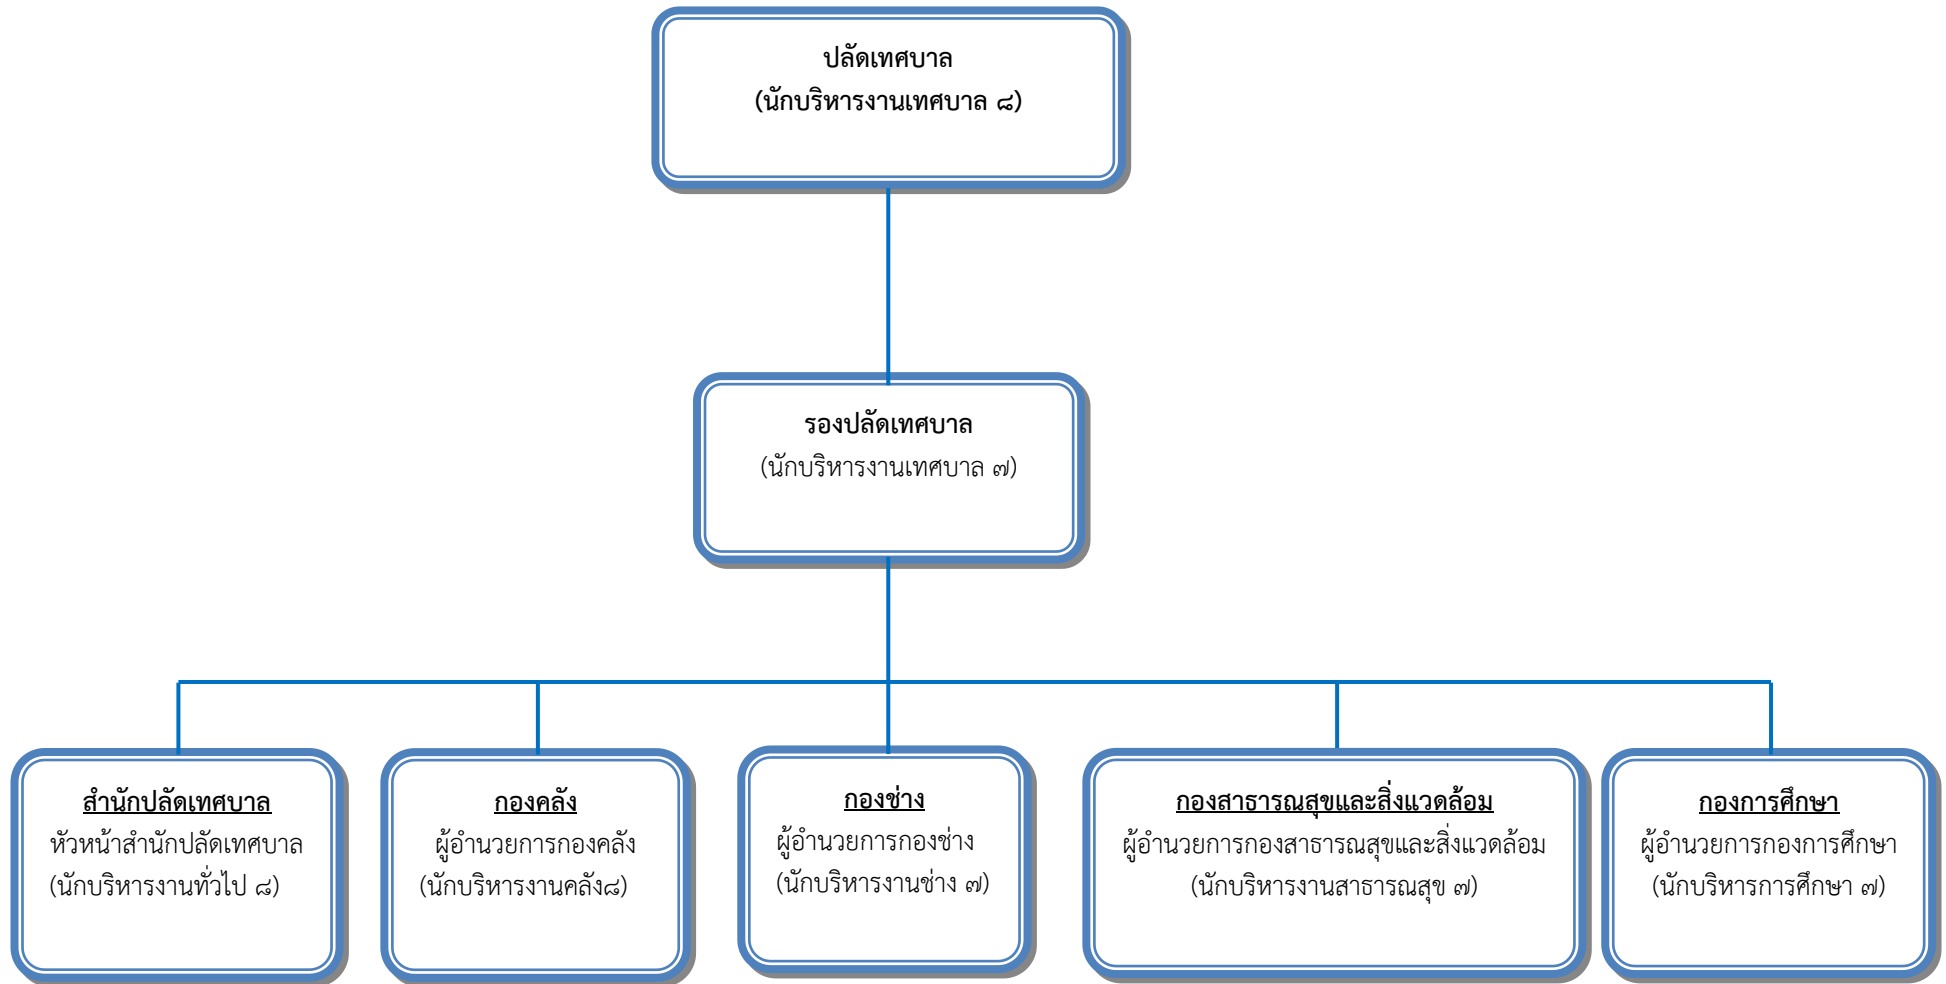 ปลัดเทศบาล
(นักบริหารงานเทศบาล ๘)
รองปลัดเทศบาล
(นักบริหารงานเทศบาล ๗)
สำนักปลัดเทศบาล
หัวหน้าสำนักปลัดเทศบาล
(นักบริหารงานทั่วไป ๘)
กองคลัง
ผู้อำนวยการกองคลัง
(นักบริหารงานคลัง๘)
กองช่าง
ผู้อำนวยการกองช่าง
(นักบริหารงานช่าง ๗)
กองสาธารณสุขและสิ่งแวดล้อม
ผู้อำนวยการกองสาธารณสุขและสิ่งแวดล้อม
(นักบริหารงานสาธารณสุข ๗)
กองการศึกษา
ผู้อำนวยการกองการศึกษา
(นักบริหารการศึกษา ๗)